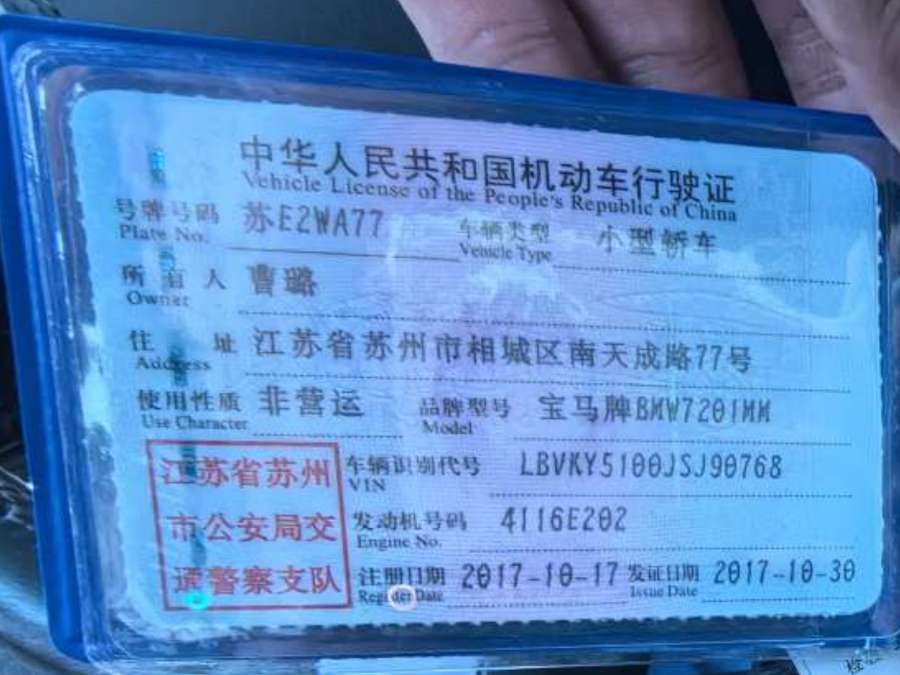 中华人民共和国机动车行驶证
Vehicle License of the People's Republic of China
号牌号码 苏E2WA77 车辆类型 小型轿车
Plate No. Vehicle Type
所有人 曹璐
Owner
住址 江苏省苏州市相城区南天成路77号
Address
使用性质 非营运 品牌型号 宝马牌BMW7201MM
Use Character Model
江苏省苏州
市公安局交
通警察支队
车辆识别代号 LBVKY5100JSJ90768
VIN
发动机号码 4116E202
Engine No.
注册日期 2017-10-17 发证日期 2017-10-30
Register Date Issue Date